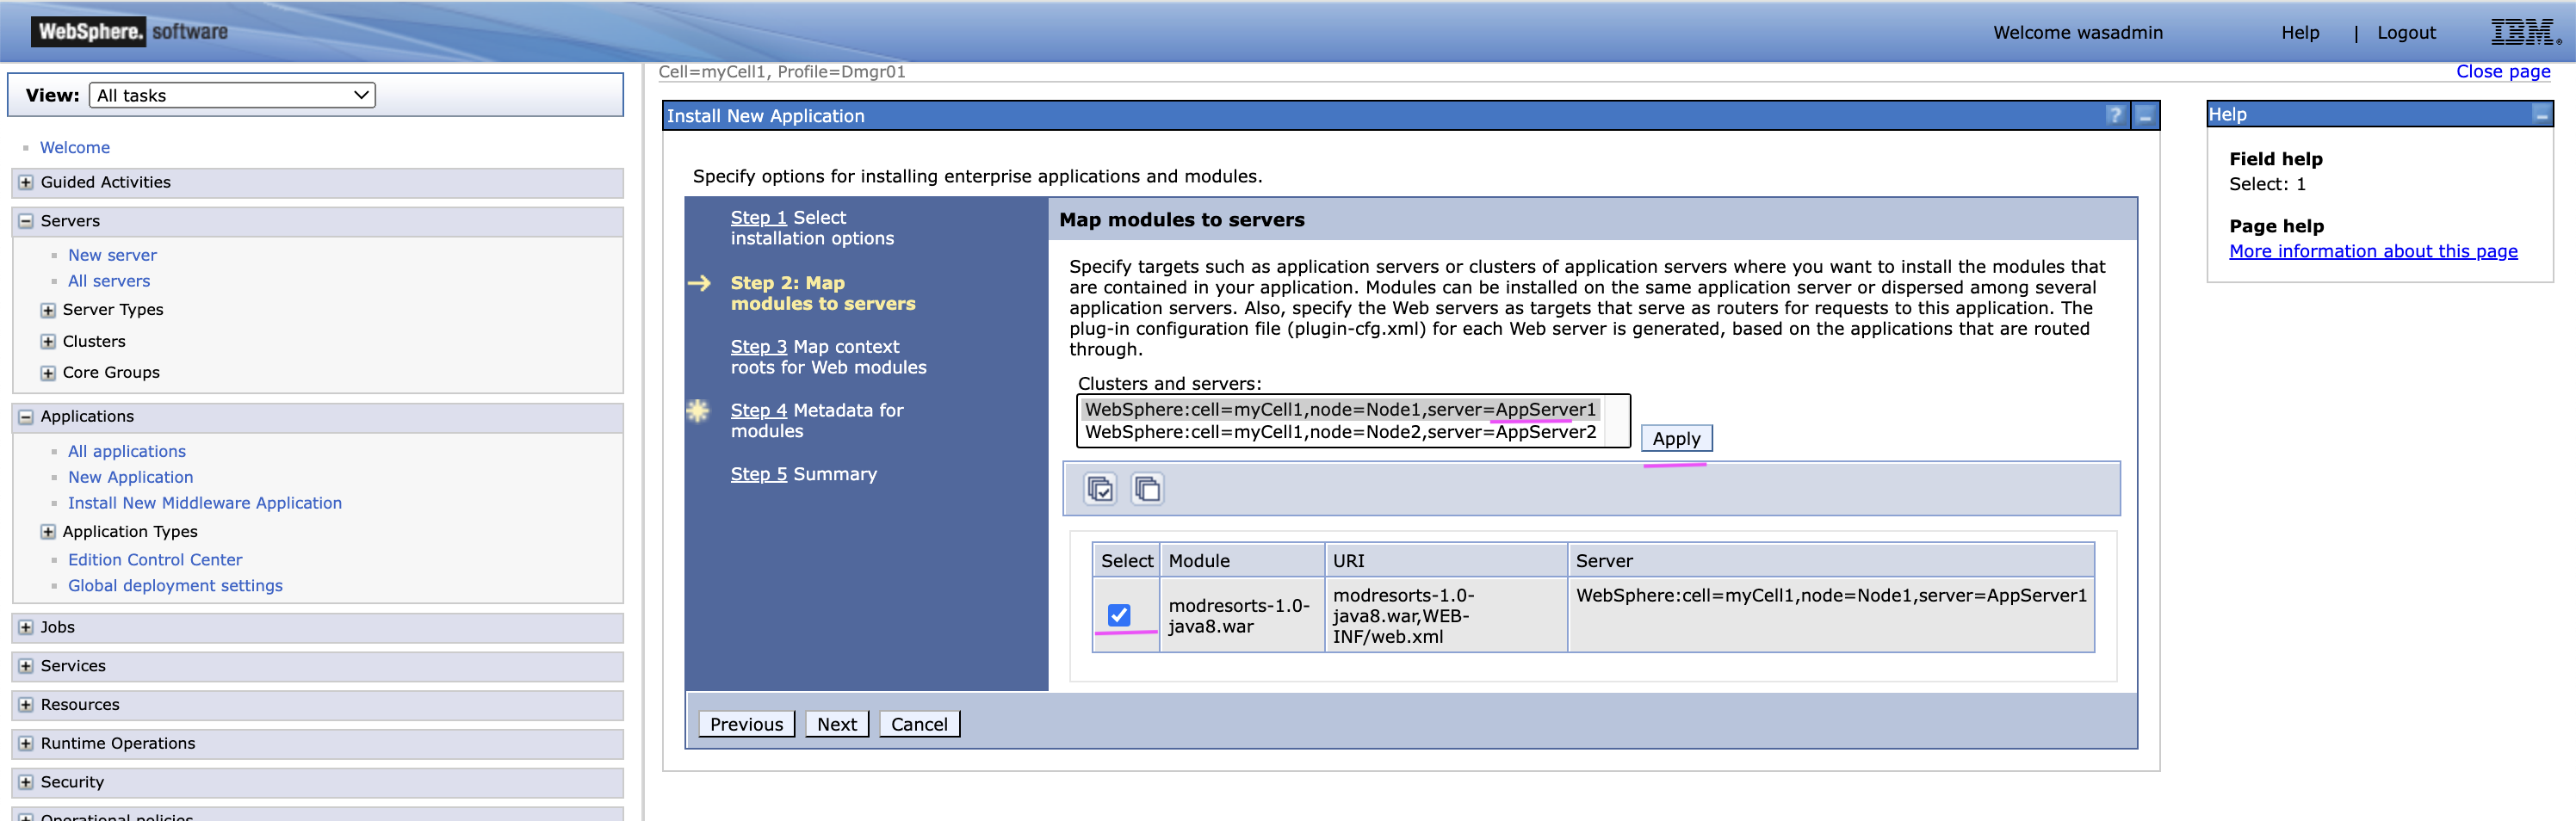 WebSphere. software
Welcome wasadmin
Help | Logout
IBM®
View: All tasks
Welcome
Guided Activities
Servers
New server
All servers
Server Types
Clusters
Core Groups
Applications
All applications
New Application
Install New Middleware Application
Application Types
Edition Control Center
Global deployment settings
Jobs
Services
Resources
Runtime Operations
Security
Operational policies
Cell=myCell1, Profile=Dmgr01
Close page
Install New Application
?
Specify options for installing enterprise applications and modules.
Step 1 Select
installation options
Step 2: Map
modules to servers
Step 3 Map context
roots for Web modules
Step 4 Metadata for
modules
Step 5 Summary
Map modules to servers
Specify targets such as application servers or clusters of application servers where you want to install the modules that
are contained in your application. Modules can be installed on the same application server or dispersed among several
application servers. Also, specify the Web servers as targets that serve as routers for requests to this application. The
plug-in configuration file (plugin-cfg.xml) for each Web server is generated, based on the applications that are routed
through.
Clusters and servers:
WebSphere:cell=myCell1,node=Node1,server=AppServer1
WebSphere:cell=myCell1,node=Node2,server=AppServer2
Apply
Select Module URI Server
modresorts-1.0-
java8.war
modresorts-1.0-
java8.war,WEB-
INF/web.xml
WebSphere:cell=myCell1,node=Node1,server=AppServer1
Previous Next Cancel
Help
Field help
Select: 1
Page help
More information about this page